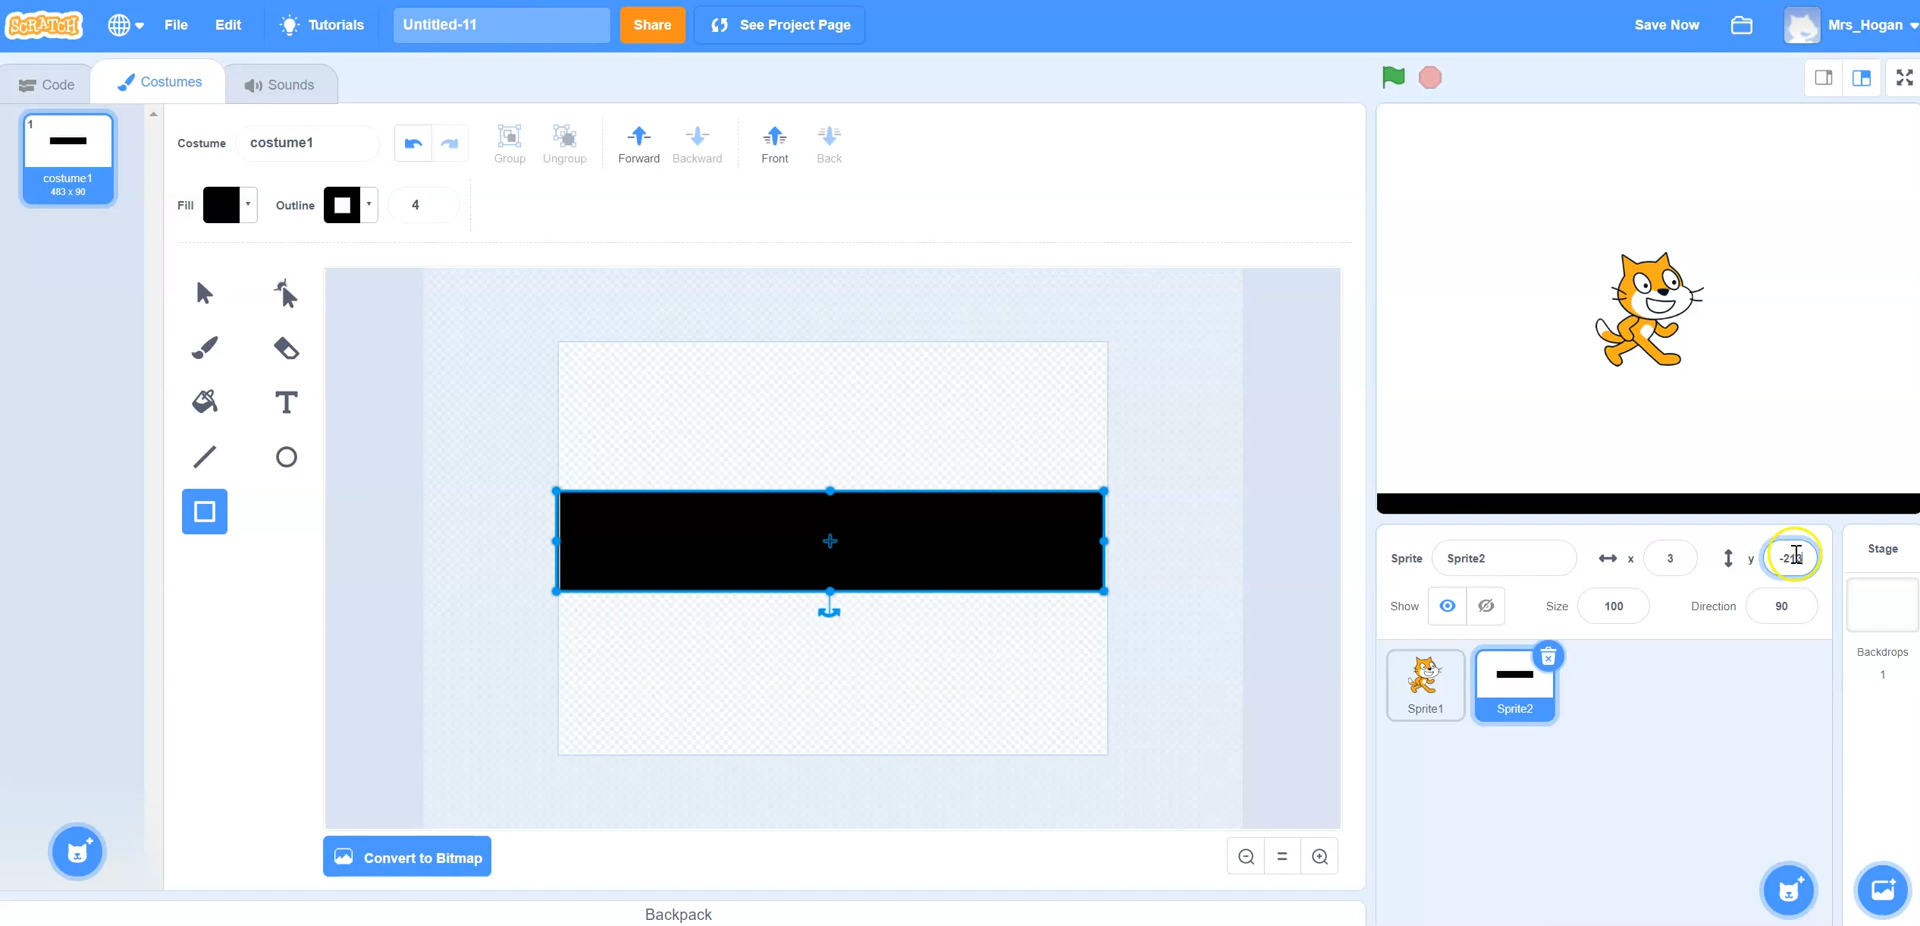 SCRATCH File Edit Tutorials Untitled-11 Share See Project Page Save Now Mrs_Hogan
Code Costumes Sounds
1
costume1
483 x 90
Costume costume1 Group Ungroup Forward Backward Front Back
Fill Outline 4
T
Convert to Bitmap
Backpack
Sprite Sprite2 x 3 y
Show Size 100 Direction 90
Sprite1 Sprite2
Stage
Backdrops
1